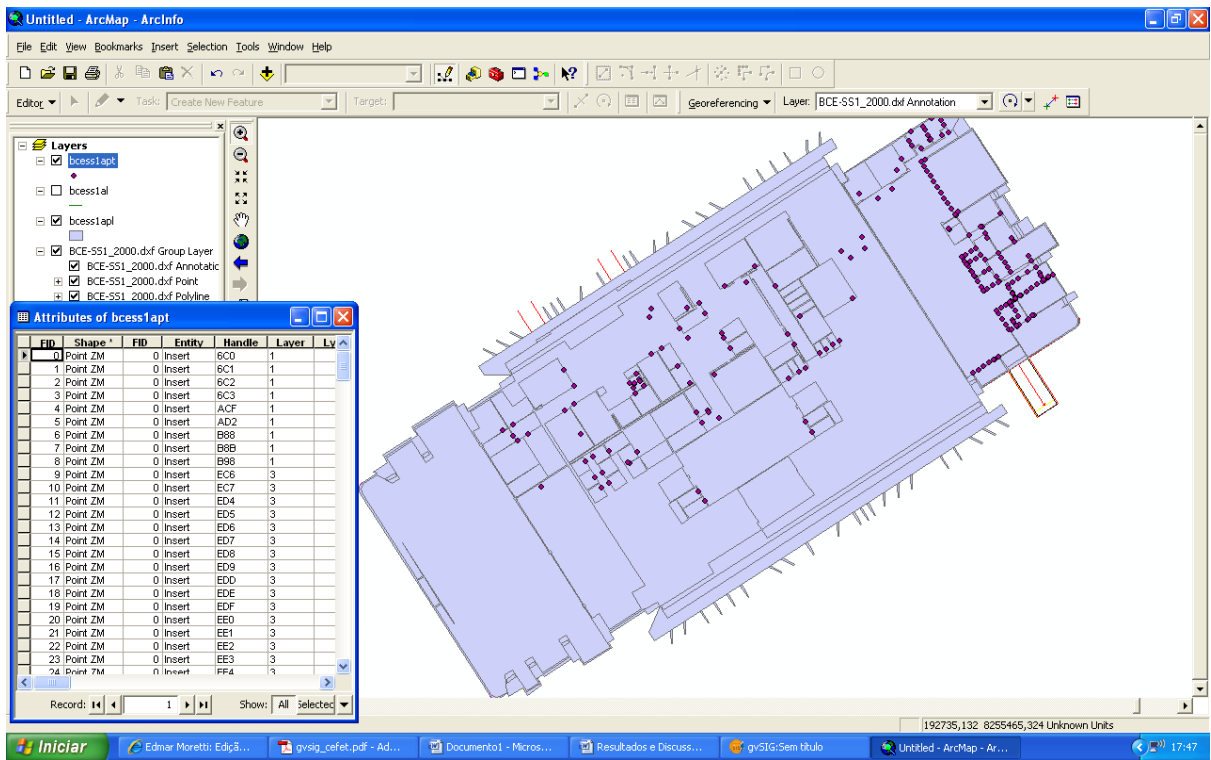 Untitled - ArcMap - ArcInfo
File Edit View Bookmarks Insert Selection Tools Window Help
Editor Task: Create New Feature Target: Georeferencing Layer: BCE-SS1_2000.dxf Annotation
Layers
bcess1apt
bcess1al
bcess1apl
BCE-SS1_2000.dxf Group Layer
BCE-SS1_2000.dxf Annotatic
BCE-SS1_2000.dxf Point
BCE-SS1_2000.dxf Polyline
Attributes of bcess1apt
FID Shape * FID Entity Handle Layer Ly
0 Point ZM 0 Insert 6C0 1
1 Point ZM 0 Insert 6C1 1
2 Point ZM 0 Insert 6C2 1
3 Point ZM 0 Insert 6C3 1
4 Point ZM 0 Insert ACF 1
5 Point ZM 0 Insert AD2 1
6 Point ZM 0 Insert B88 1
7 Point ZM 0 Insert B8B 1
8 Point ZM 0 Insert B98 1
9 Point ZM 0 Insert EC6 3
10 Point ZM 0 Insert EC7 3
11 Point ZM 0 Insert ED4 3
12 Point ZM 0 Insert ED5 3
13 Point ZM 0 Insert ED6 3
14 Point ZM 0 Insert ED7 3
15 Point ZM 0 Insert ED8 3
16 Point ZM 0 Insert ED9 3
17 Point ZM 0 Insert EDD 3
18 Point ZM 0 Insert EDE 3
19 Point ZM 0 Insert EDF 3
20 Point ZM 0 Insert EE0 3
21 Point ZM 0 Insert EE1 3
22 Point ZM 0 Insert EE2 3
23 Point ZM 0 Insert EE3 3
24 Point ZM 0 Insert EE4 3
Record: 1 Show: All Selected
192735,132 8255465,324 Unknown Units
Iniciar Edmar Moretti: Ediçã... gvsig_cefet.pdf - Ad... Documento1 - Micros... Resultados e Discuss... gvSIG:Sem título Untitled - ArcMap - Ar... 17:47